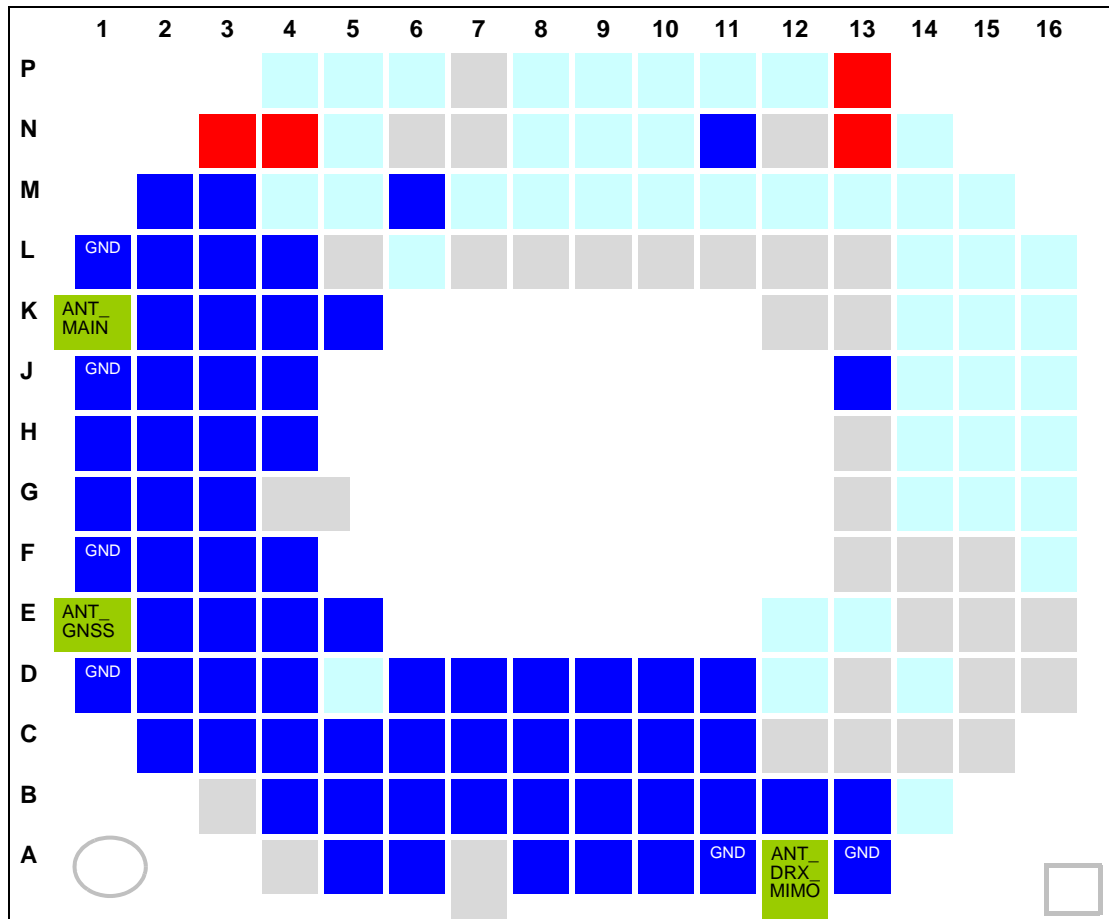 1 2 3 4 5 6 7 8 9 10 11 12 13 14 15 16
P
N
M
L GND
K ANT_
MAIN
J GND
H
G
F GND
E ANT_
GNSS
D GND
C
B
A GND ANT_ GND
DRX_
MIMO